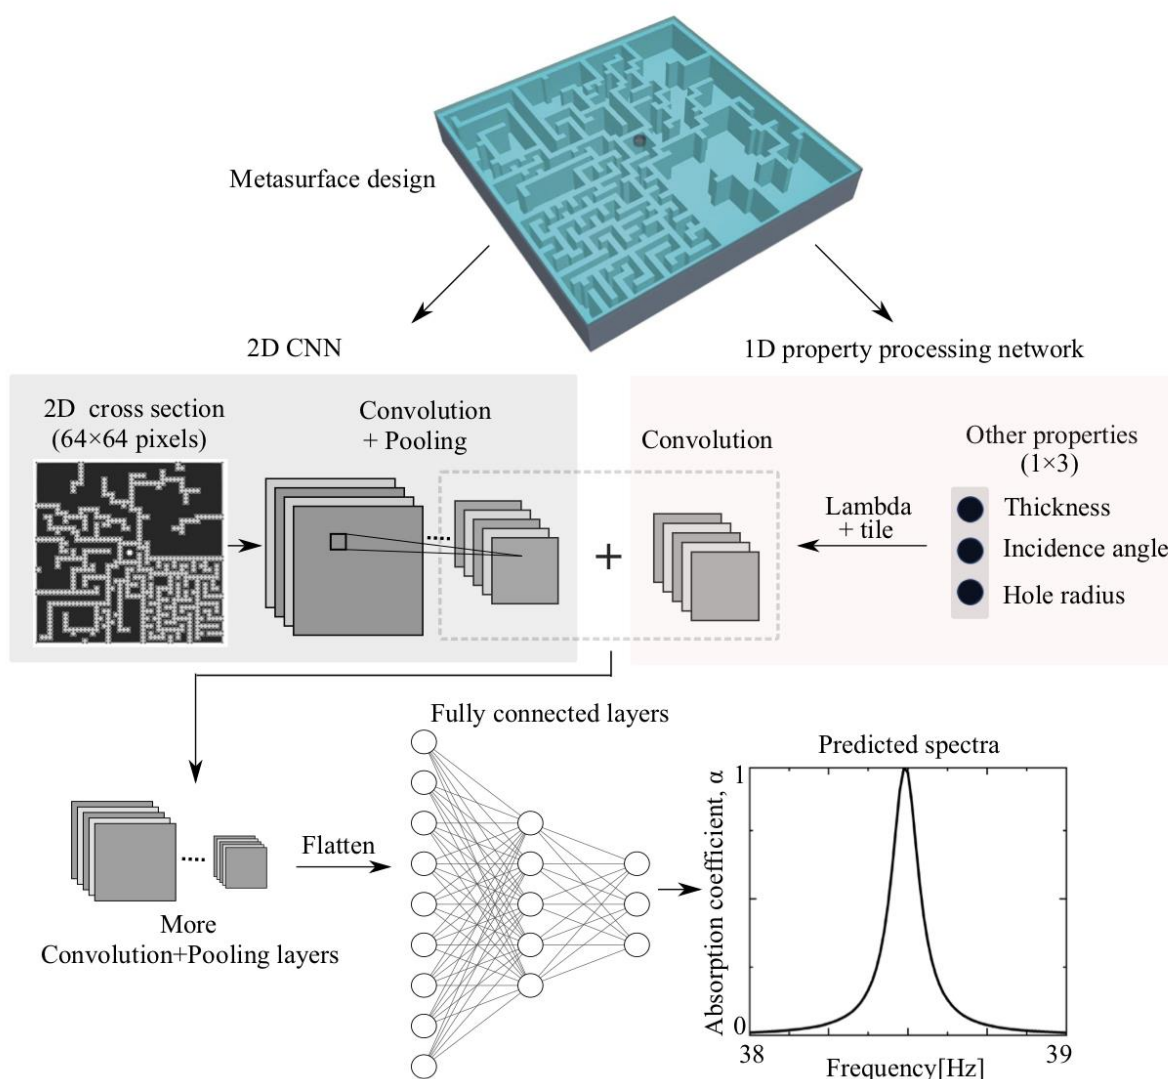 Metasurface design
2D CNN
1D property processing network
2D cross section
(64×64 pixels)
Convolution
+ Pooling
Convolution
Other properties
(1×3)
Lambda
+ tile
Thickness
Incidence angle
Hole radius
+
Fully connected layers
Predicted spectra
Flatten
More
Convolution+Pooling layers
Absorption coefficient, α
1
0
38
39
Frequency[Hz]